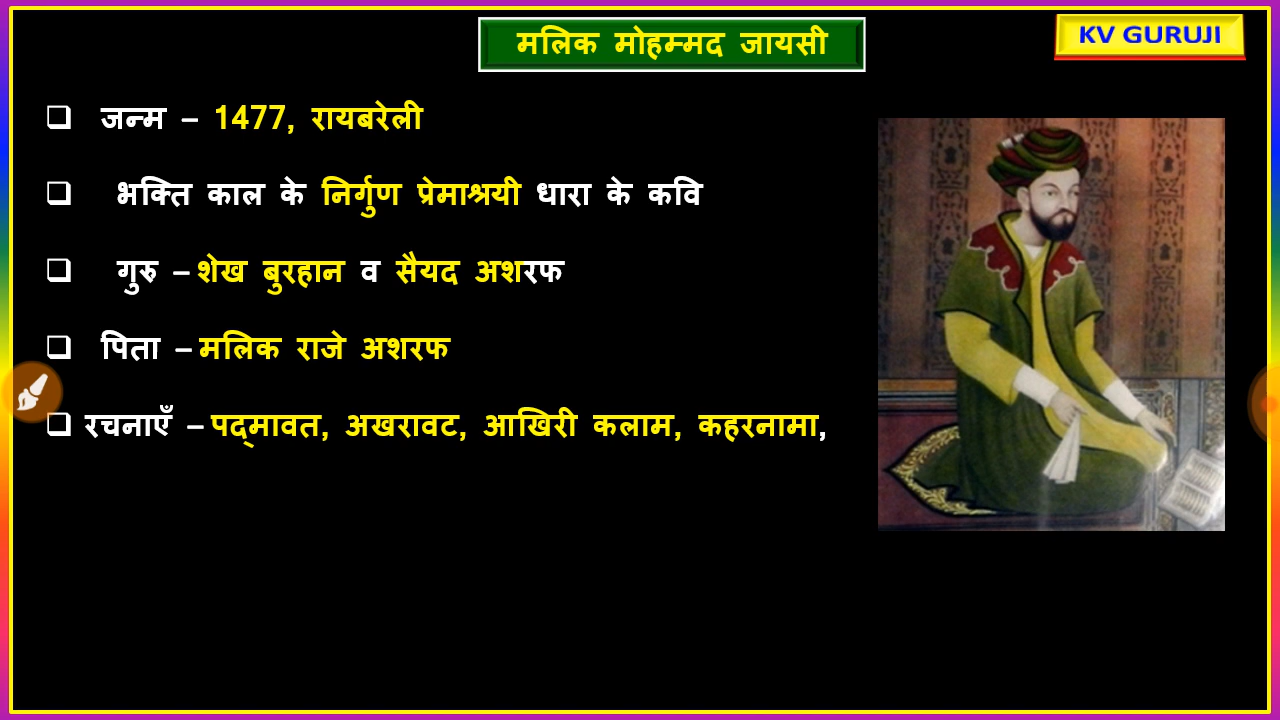 मलिक मोहम्मद जायसी
KV GURUJI
जन्म – 1477, रायबरेली
भक्ति काल के निर्गुण प्रेमाश्रयी धारा के कवि
गुरु – शेख बुरहान व सैयद अशरफ
पिता – मलिक राजे अशरफ
रचनाएँ – पद्‌मावत, अखरावट, आखिरी कलाम, कहरनामा,